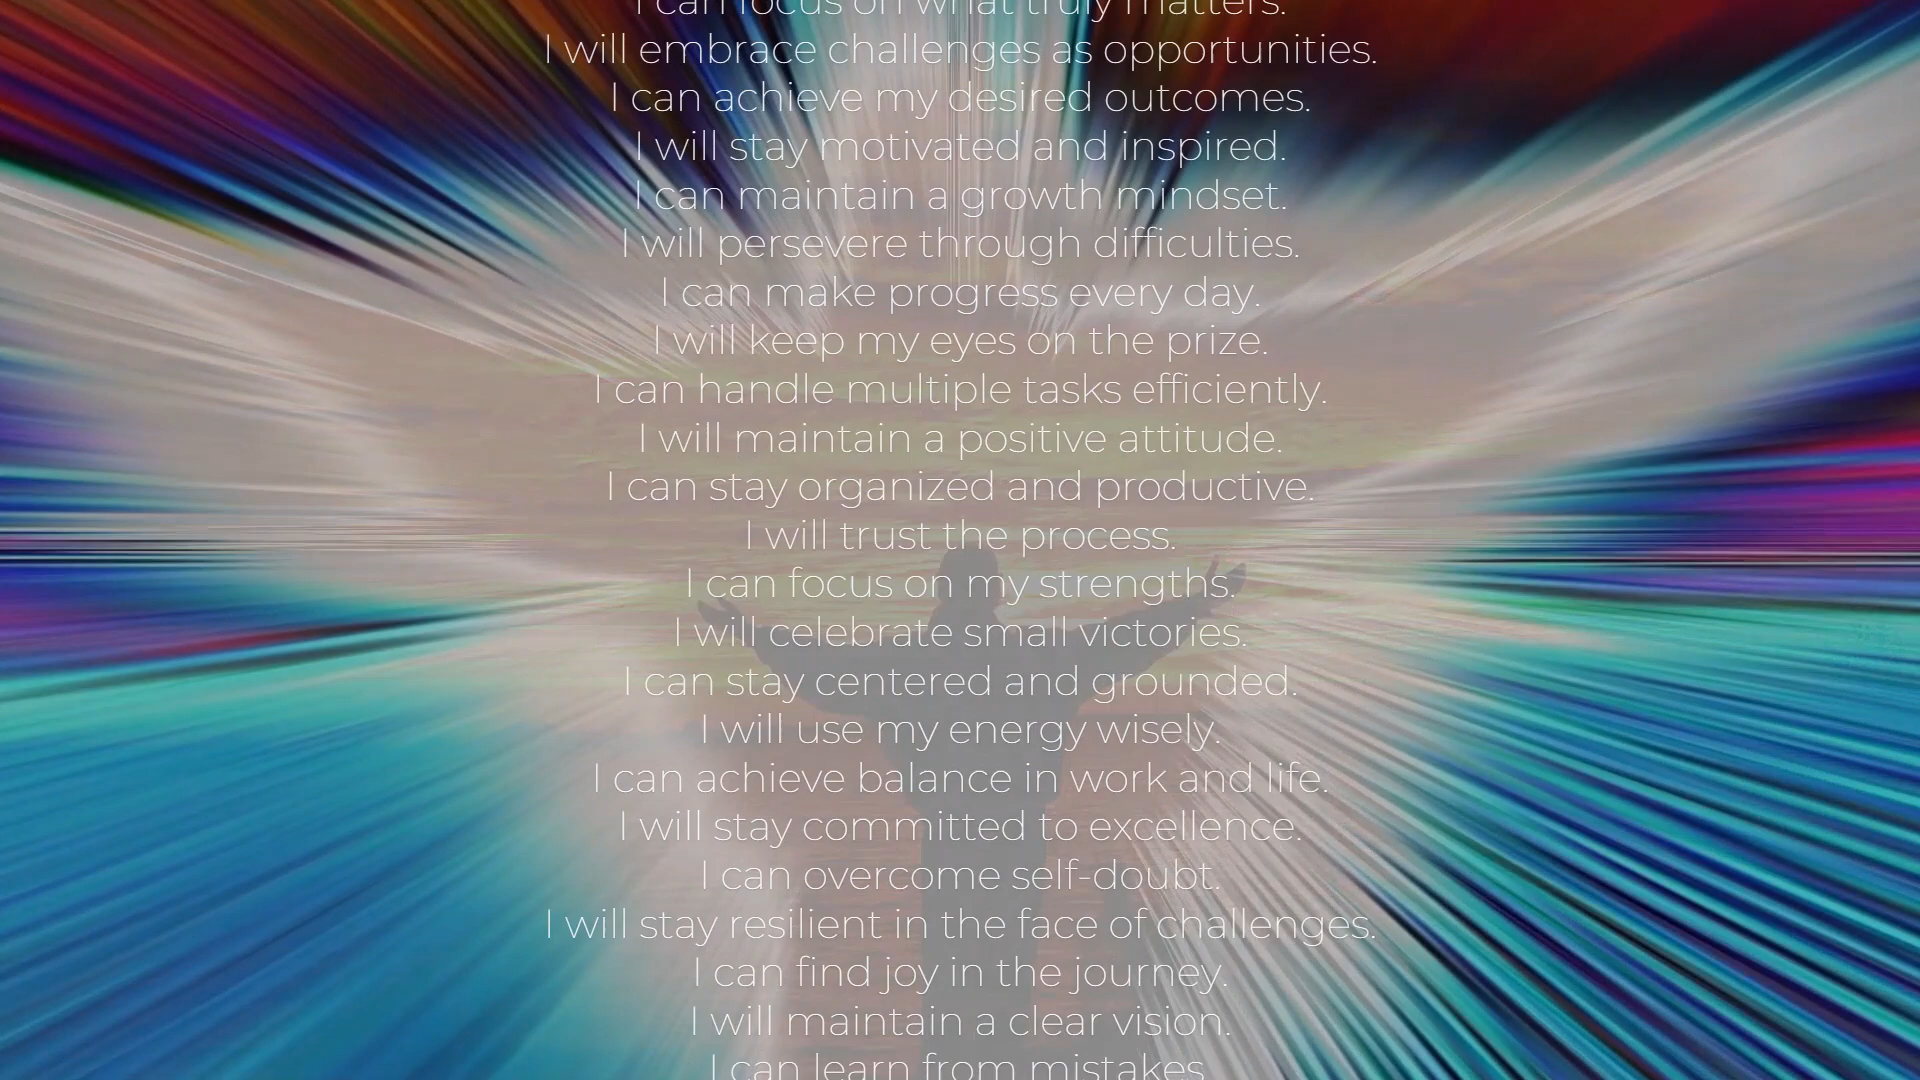 I can focus on what truly matters.
I will embrace challenges as opportunities.
I can achieve my desired outcomes.
I will stay motivated and inspired.
I can maintain a growth mindset.
I will persevere through difficulties.
I can make progress every day.
I will keep my eyes on the prize.
I can handle multiple tasks efficiently.
I will maintain a positive attitude.
I can stay organized and productive.
I will trust the process.
I can focus on my strengths.
I will celebrate small victories.
I can stay centered and grounded.
I will use my energy wisely.
I can achieve balance in work and life.
I will stay committed to excellence.
I can overcome self-doubt.
I will stay resilient in the face of challenges.
I can find joy in the journey.
I will maintain a clear vision.
I can learn from mistakes